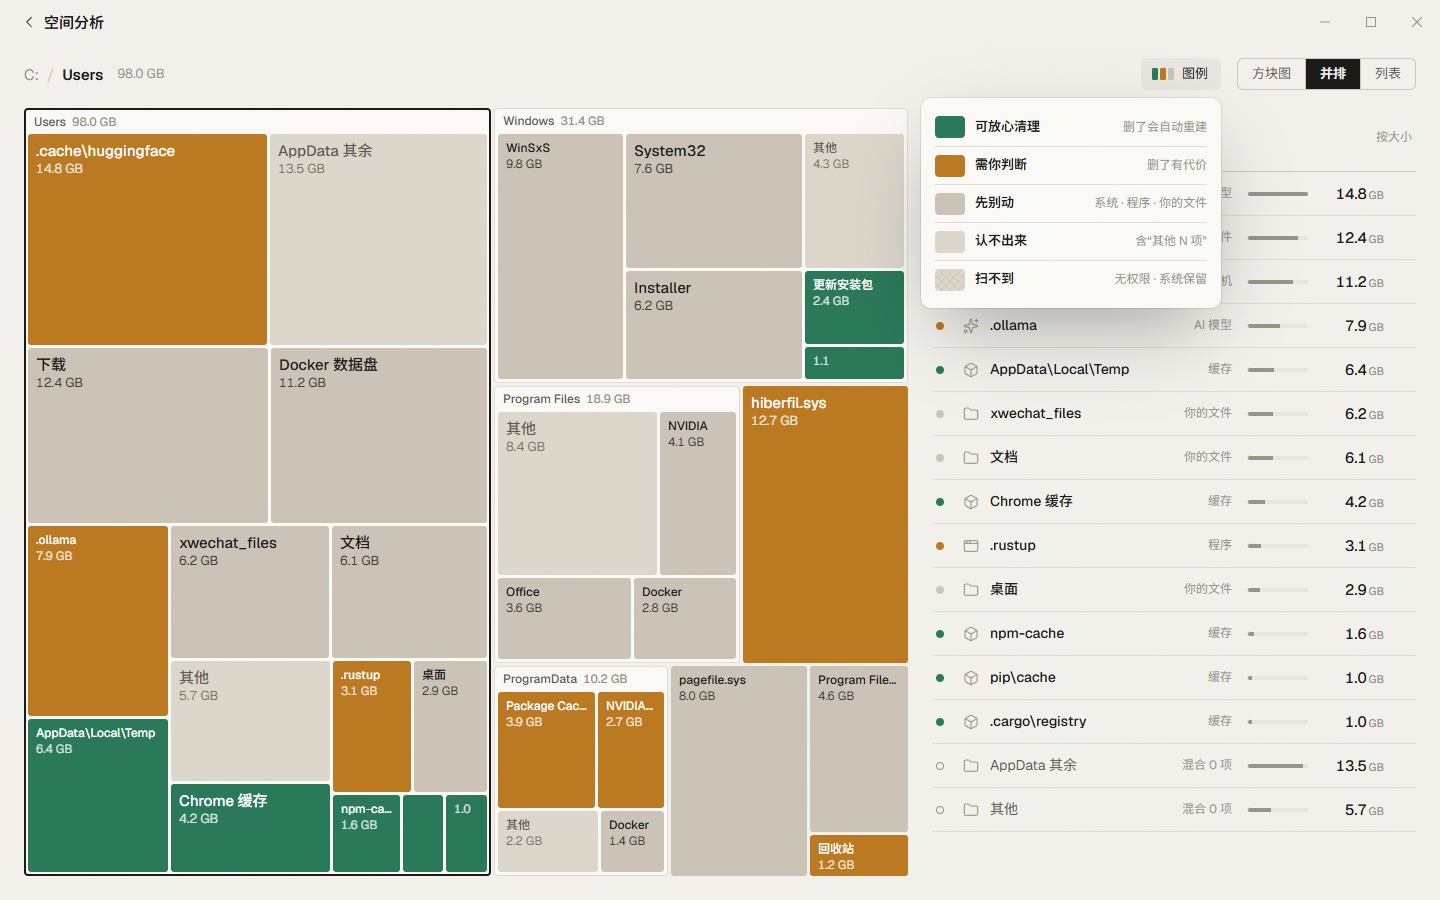 空间分析
C: / Users 98.0 GB
图例
方块图 并排 列表
Users 98.0 GB
.cache\huggingface
14.8 GB
AppData 其余
13.5 GB
下载
12.4 GB
Docker 数据盘
11.2 GB
.ollama
7.9 GB
xwechat_files
6.2 GB
文档
6.1 GB
其他
5.7 GB
.rustup
3.1 GB
桌面
2.9 GB
AppData\Local\Temp
6.4 GB
Chrome 缓存
4.2 GB
npm-ca...
1.6 GB
1.0
Windows 31.4 GB
WinSxS
9.8 GB
System32
7.6 GB
其他
4.3 GB
Installer
6.2 GB
更新安装包
2.4 GB
1.1
Program Files 18.9 GB
其他
8.4 GB
NVIDIA
4.1 GB
Office
3.6 GB
Docker
2.8 GB
hiberfil.sys
12.7 GB
ProgramData 10.2 GB
Package Cac...
3.9 GB
NVIDIA...
2.7 GB
其他
2.2 GB
Docker
1.4 GB
pagefile.sys
8.0 GB
Program File...
4.6 GB
回收站
1.2 GB
可放心清理 删了会自动重建
需你判断 删了有代价
先别动 系统 · 程序 · 你的文件
认不出来 含“其他 N 项”
扫不到 无权限 · 系统保留
按大小
型 14.8 GB
件 12.4 GB
机 11.2 GB
.ollama AI 模型 7.9 GB
AppData\Local\Temp 缓存 6.4 GB
xwechat_files 你的文件 6.2 GB
文档 你的文件 6.1 GB
Chrome 缓存 缓存 4.2 GB
.rustup 程序 3.1 GB
桌面 你的文件 2.9 GB
npm-cache 缓存 1.6 GB
pip\cache 缓存 1.0 GB
.cargo\registry 缓存 1.0 GB
AppData 其余 混合 0 项 13.5 GB
其他 混合 0 项 5.7 GB